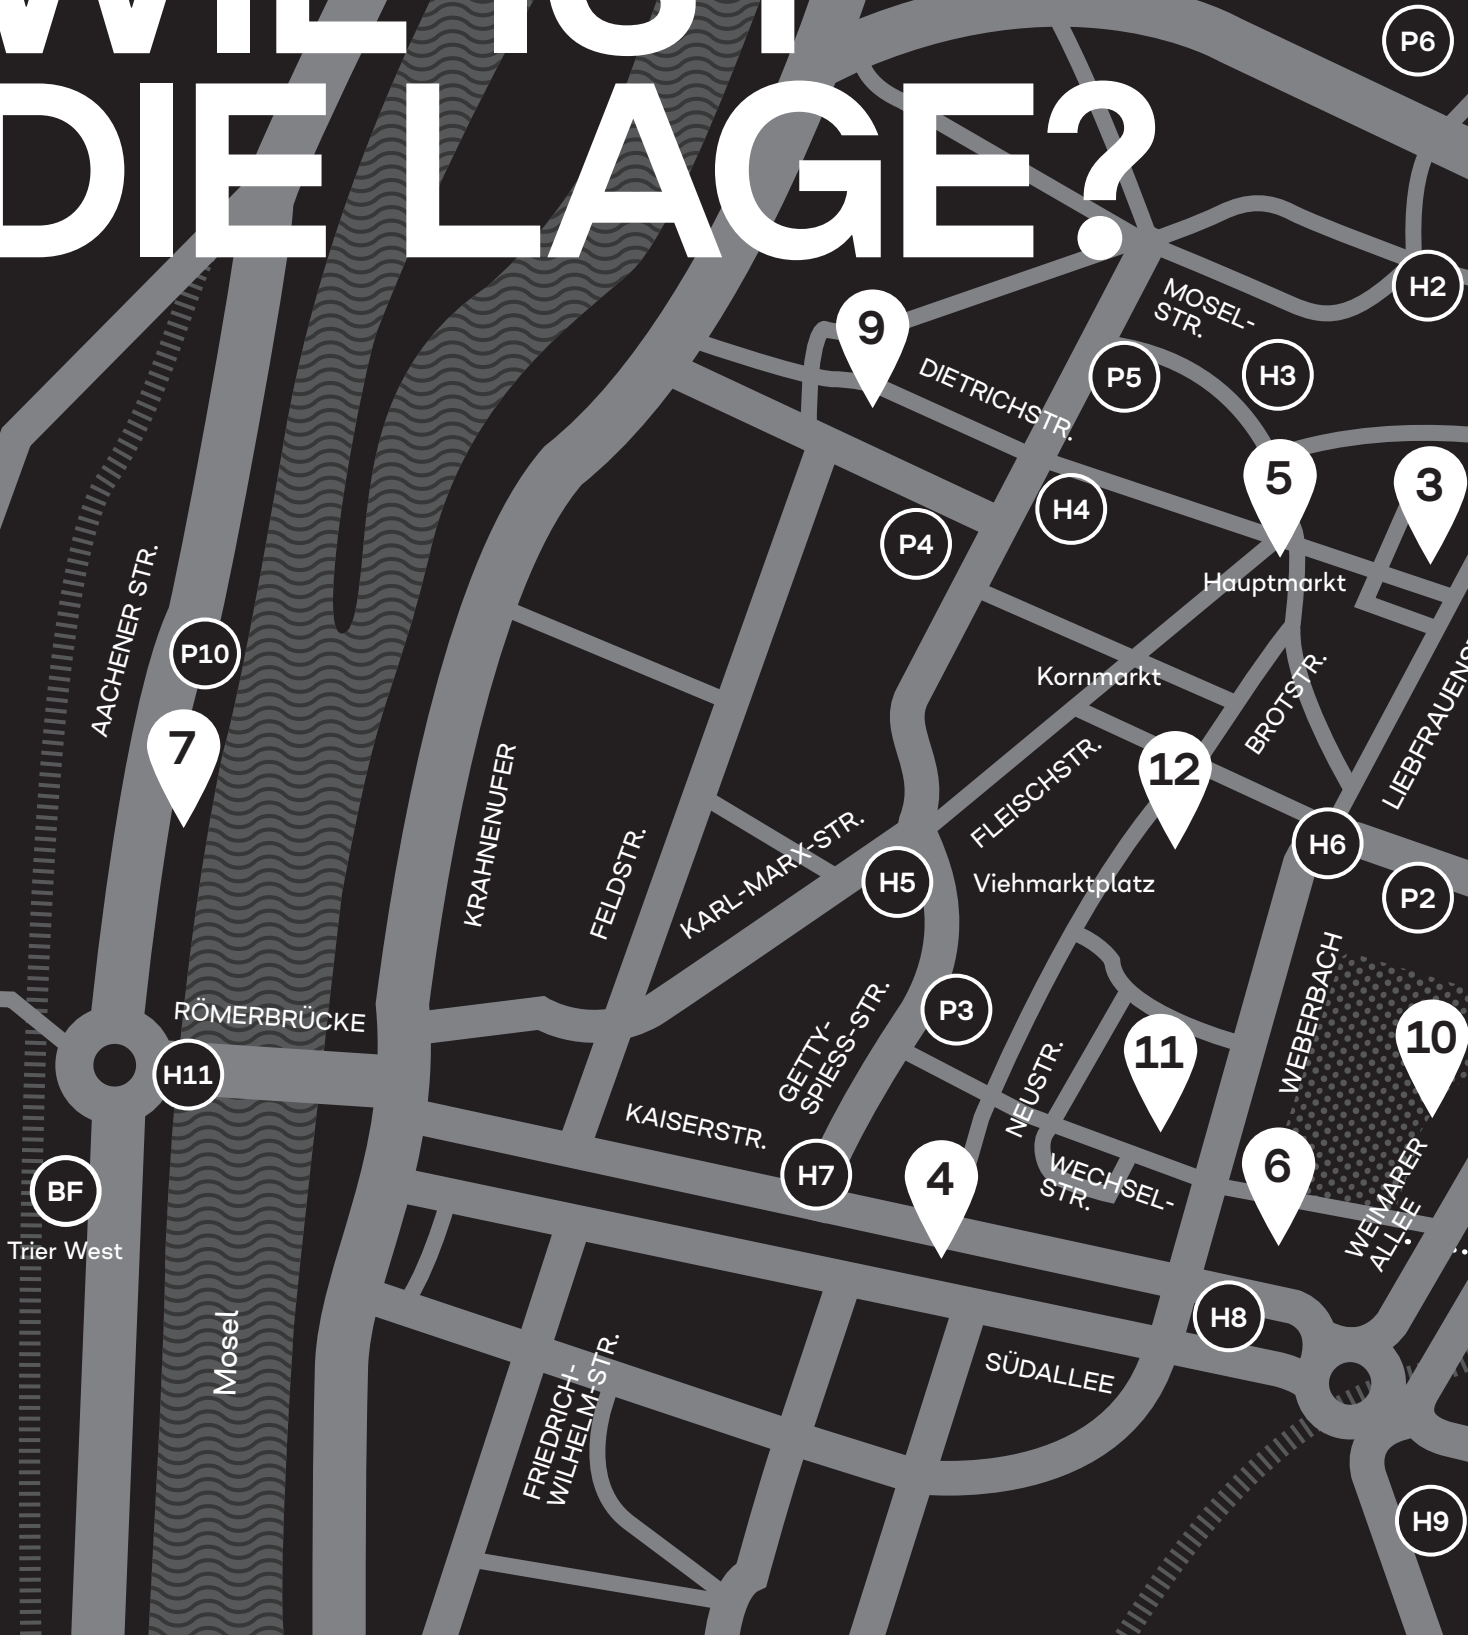 WIE IST
DIE LAGE?
P6
H2
MOSEL-
STR.
9
DIETRICHSTR.
P5
H3
5
3
H4
P4
Hauptmarkt
AACHENER STR.
P10
7
Kornmarkt
BROTSTR.
12
FLEISCHSTR.
KRAHNENUFER
FELDSTR.
KARL-MARX-STR.
H5
Viehmarktplatz
H6
P2
RÖMERBRÜCKE
H11
GETTY-
SPIESS-STR.
P3
NEUSTR.
11
WEBERBACH
10
KAISERSTR.
H7
4
WECHSEL-
STR.
6
WEIMARER
ALLEE
BF
Trier West
Mosel
H8
SÜDALLEE
FRIEDRICH-
WILHELM-STR.
H9